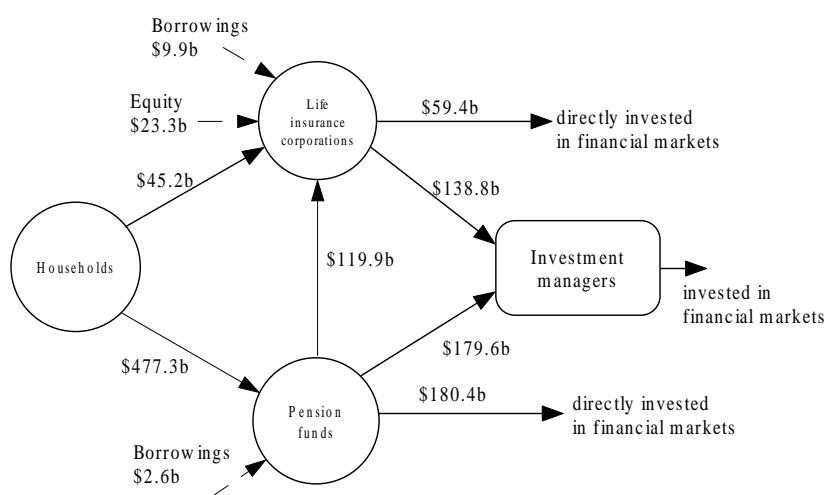 Borrowings
$9.9b
Equity
$23.3b
Life
insurance
corporations
$59.4b
directly invested
in financial markets
$45.2b
$138.8b
Households
$119.9b
Investment
managers
invested in
financial markets
$477.3b
$179.6b
Pension
funds
$180.4b
directly invested
in financial markets
Borrowings
$2.6b